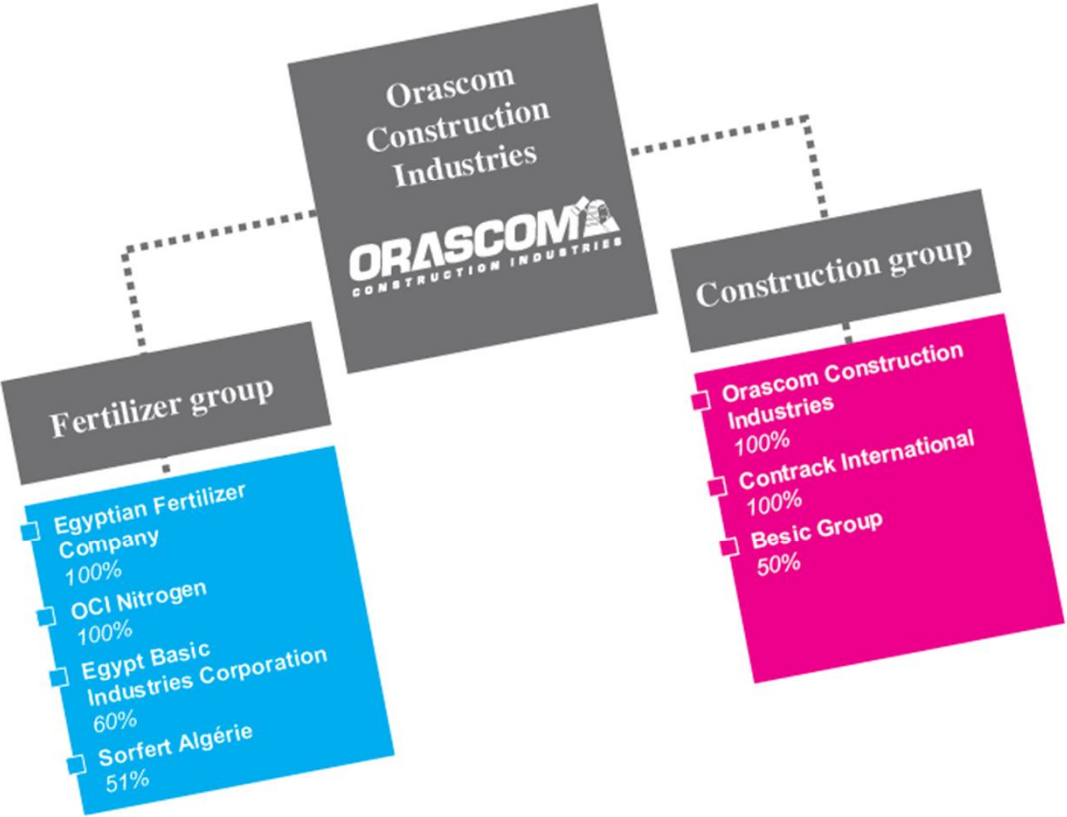 Orascom
Construction
Industries
ORASCOM
CONSTRUCTION INDUSTRIES
Fertilizer group
Egyptian Fertilizer
Company
100%
OCI Nitrogen
100%
Egypt Basic
Industries Corporation
60%
Sorfert Algérie
51%
Construction group
Orascom Construction
Industries
100%
Contrack International
100%
Besic Group
50%